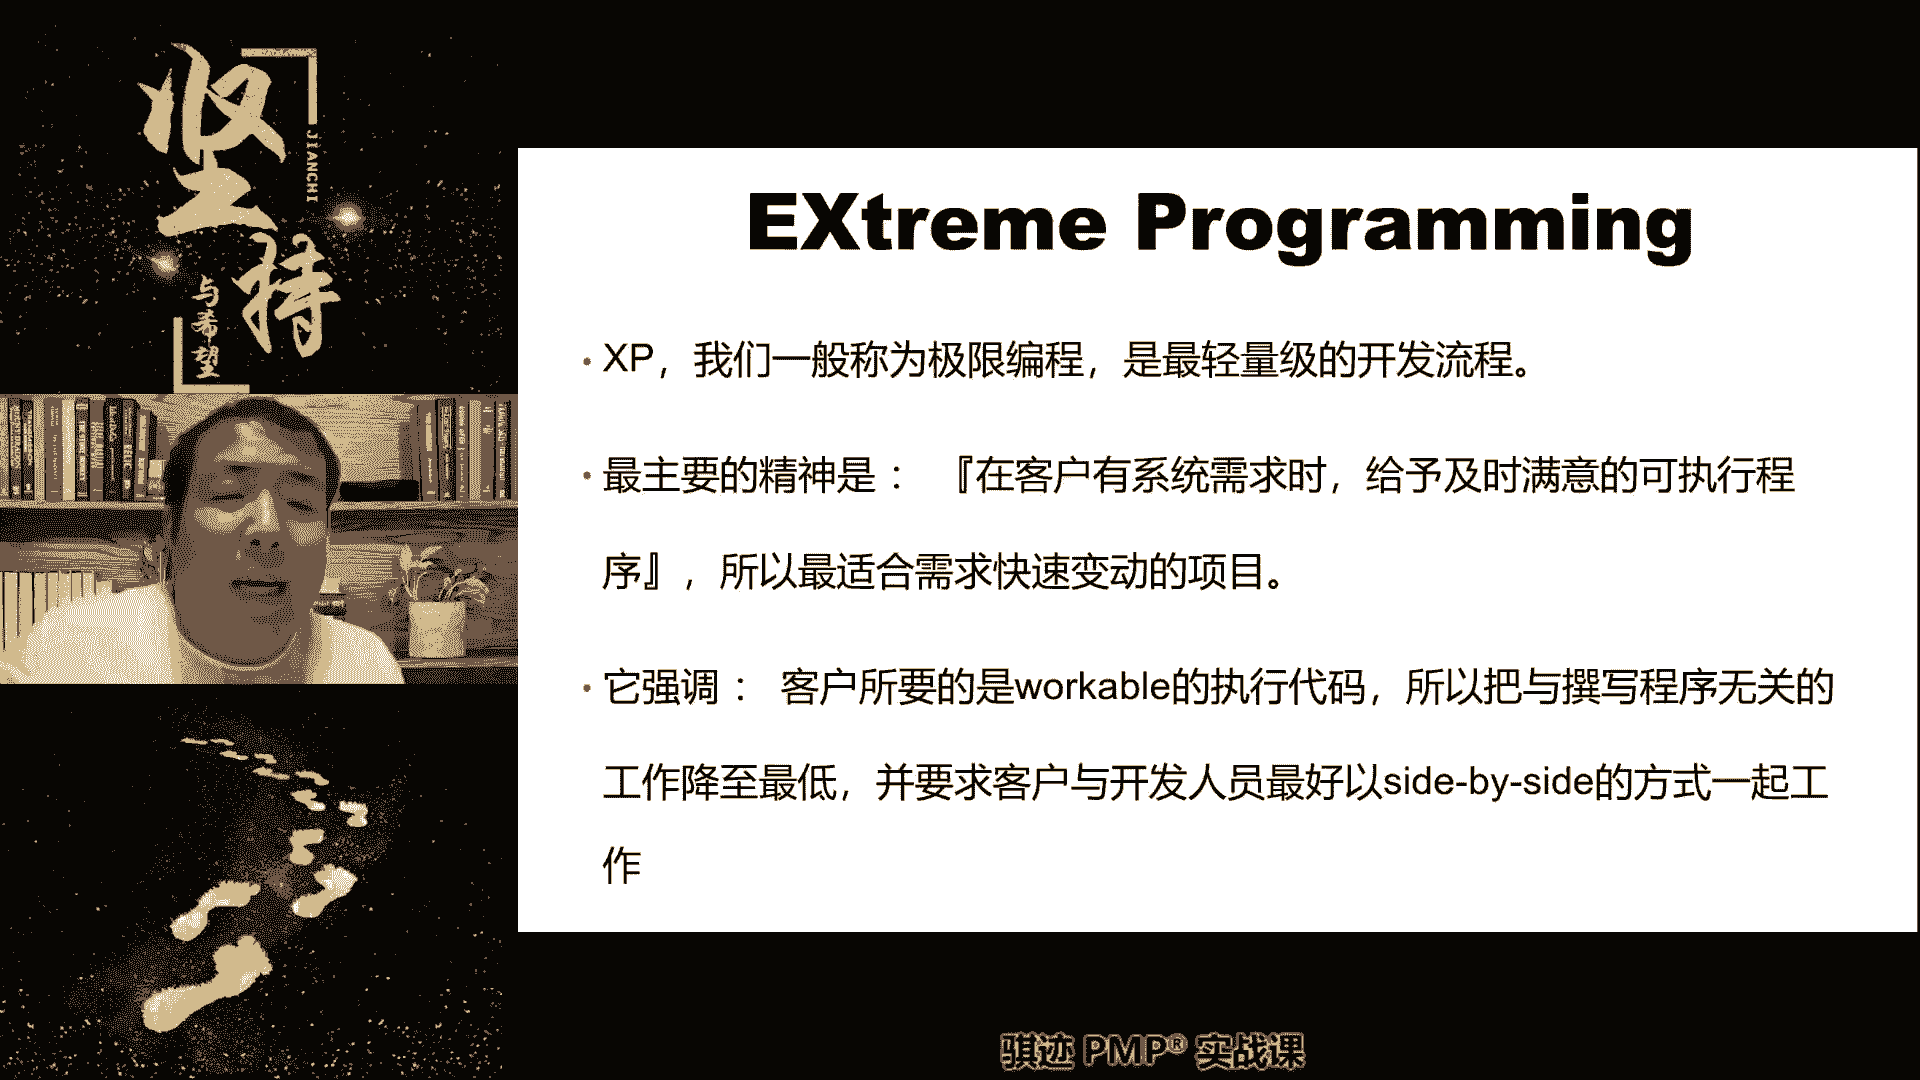 坚持
JIANCHI
与希望
EXtreme Programming
• XP，我们一般称为极限编程，是最轻量级的开发流程。
• 最主要的精神是： 『在客户有系统需求时，给予及时满意的可执行程
序』，所以最适合需求快速变动的项目。
• 它强调： 客户所要的是workable的执行代码，所以把与撰写程序无关的
工作降至最低，并要求客户与开发人员最好以side-by-side的方式一起工
作
骐迹 PMP® 实战课